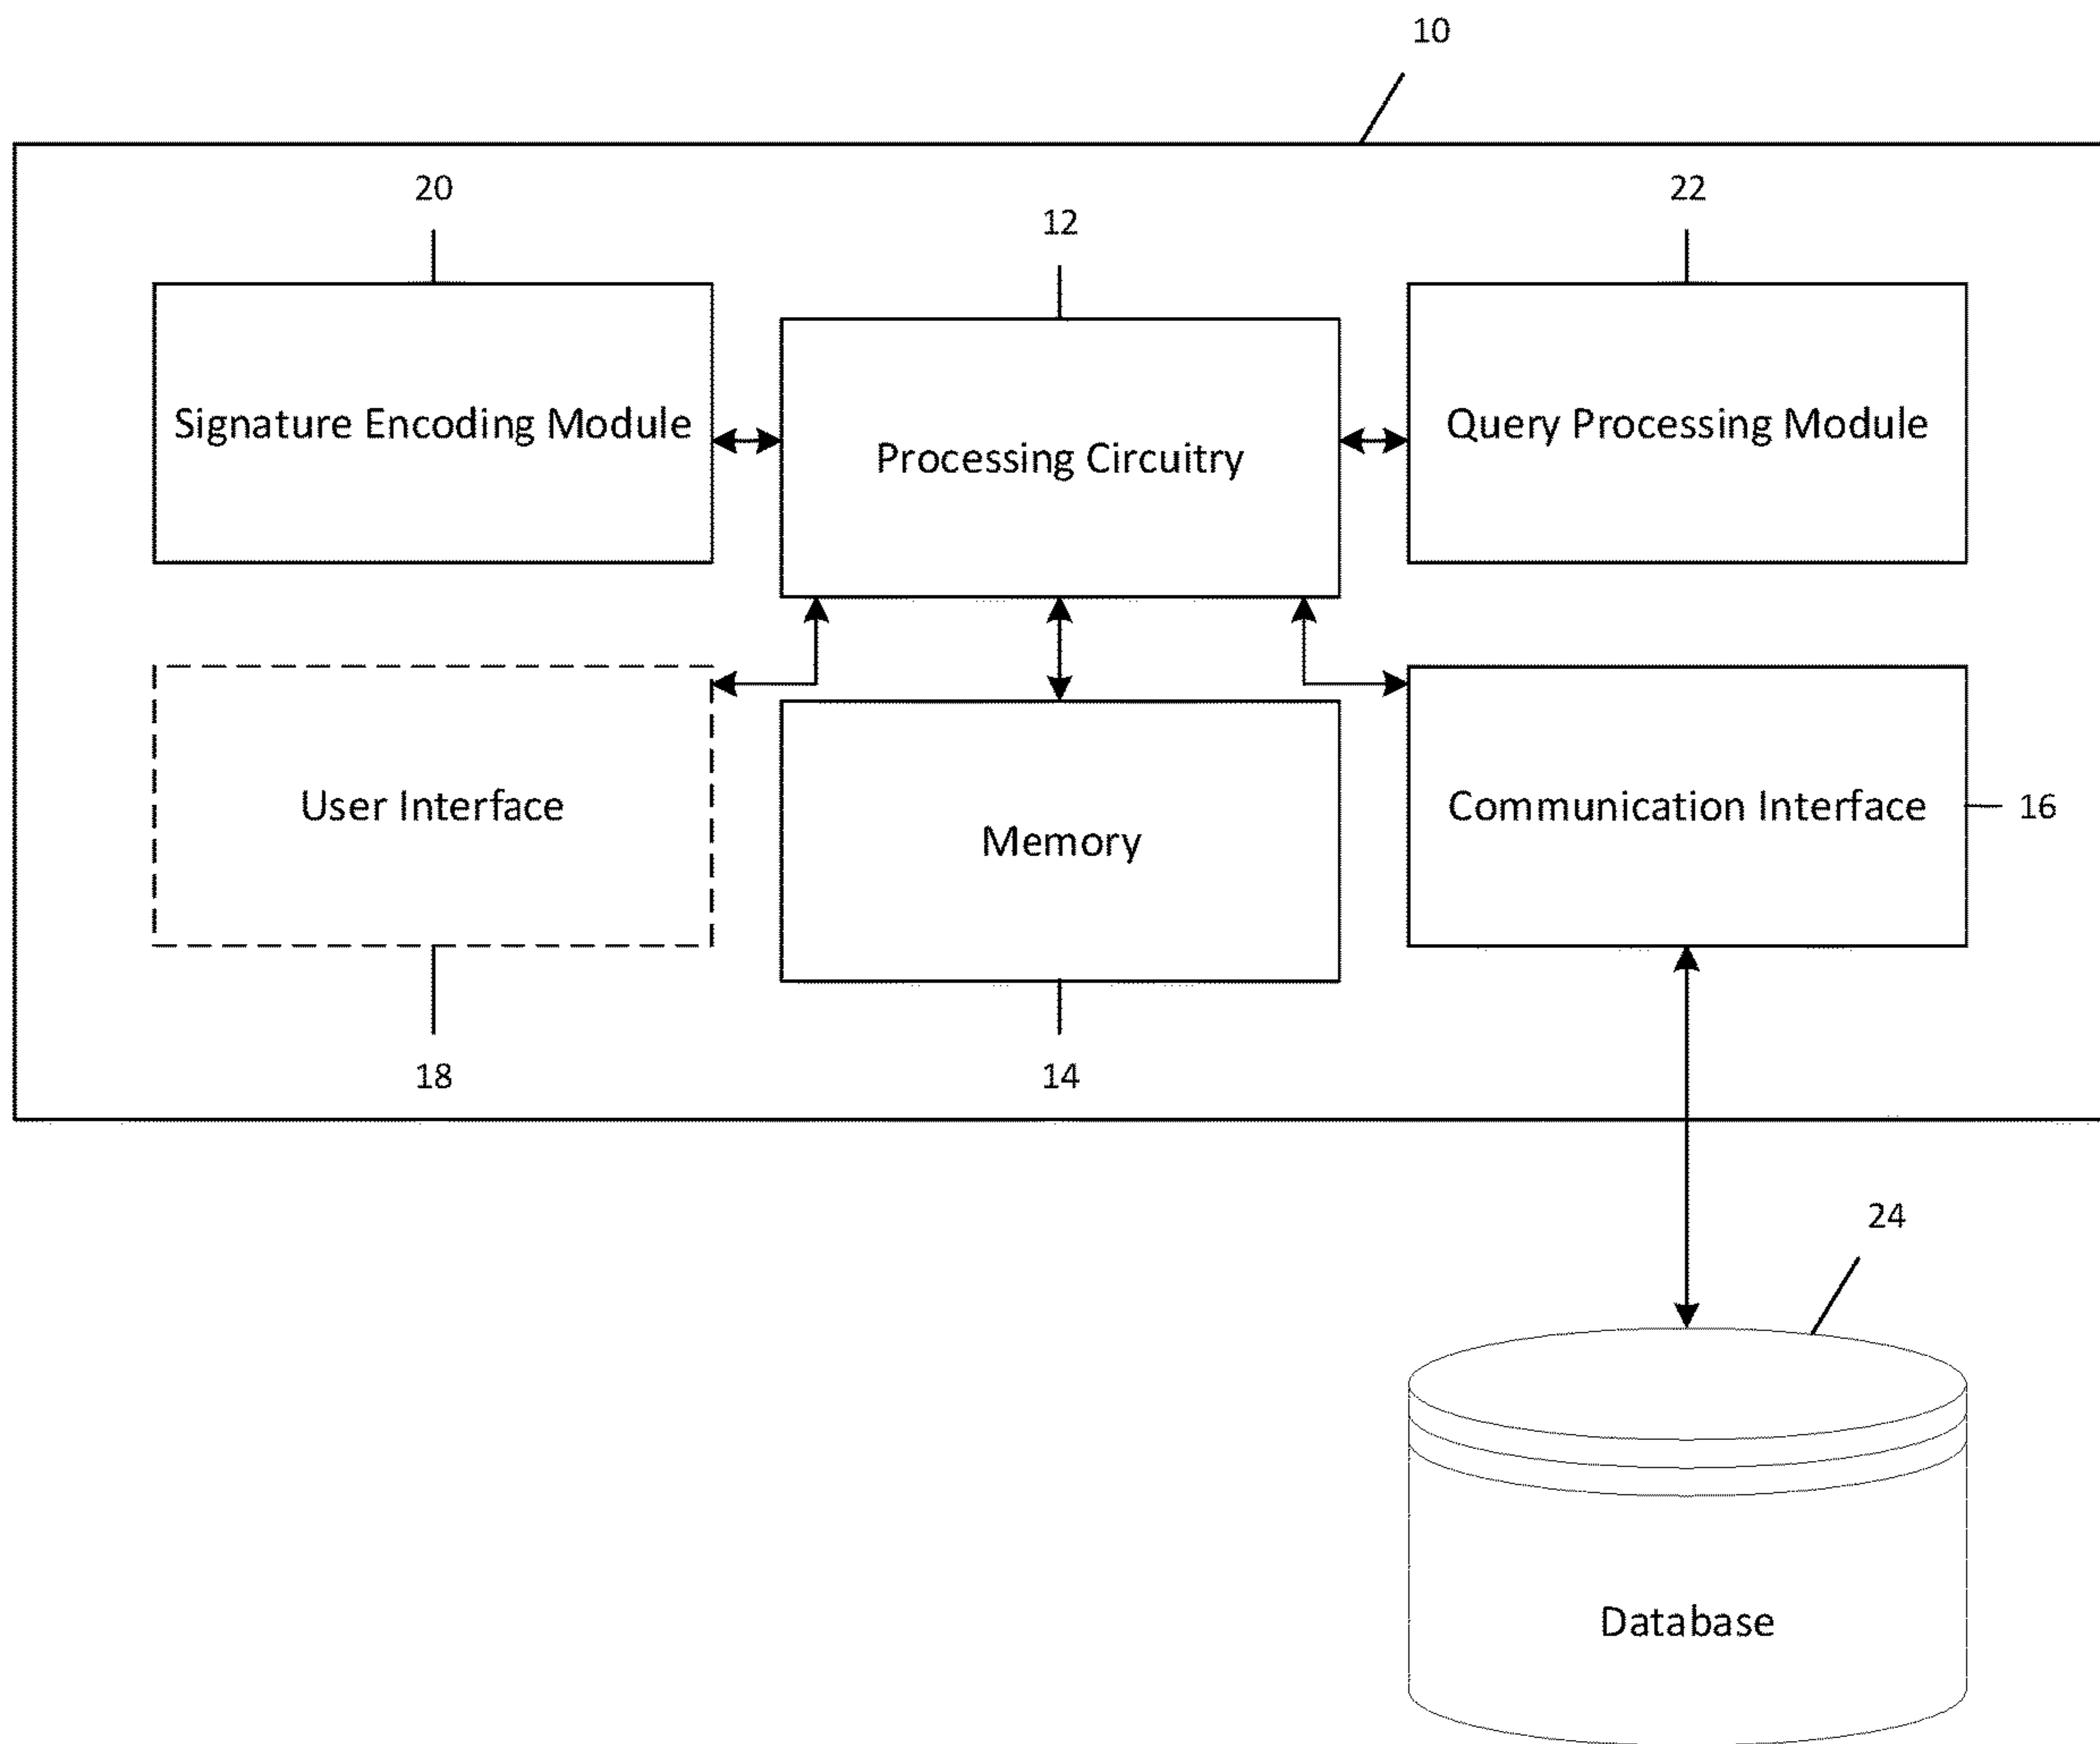 10
20
12
22
Signature Encoding Module
Processing Circuitry
Query Processing Module
User Interface
Memory
Communication Interface
16
18
14
24
Database